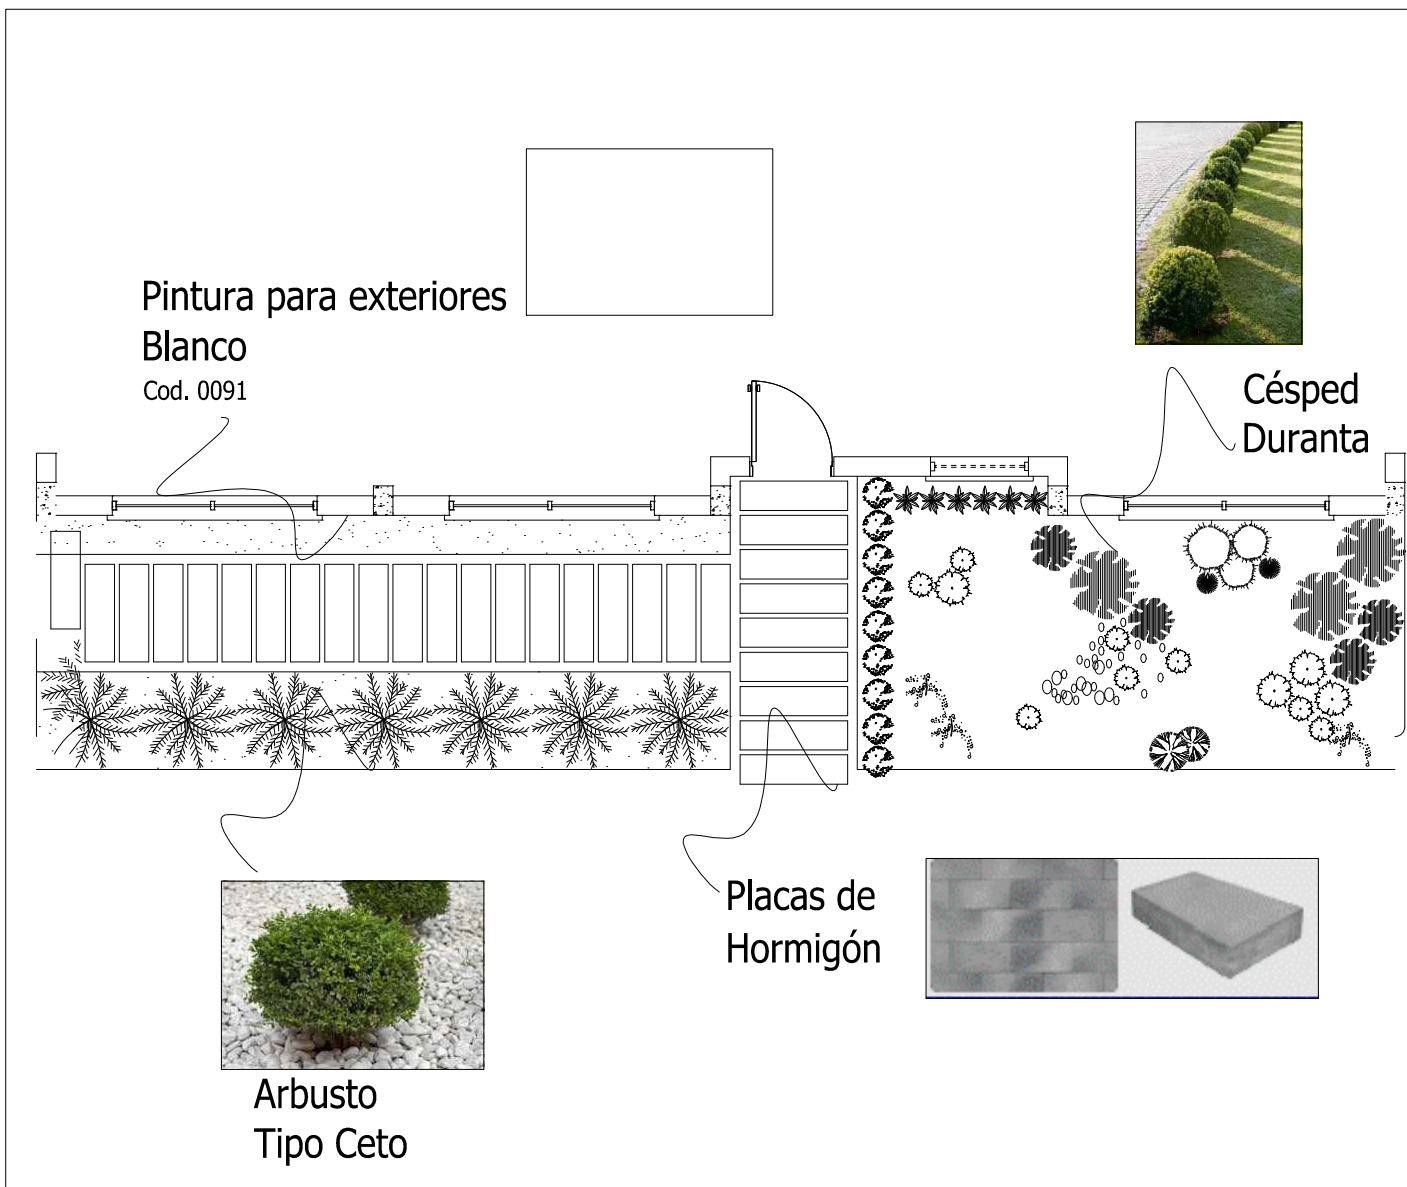 Pintura para exteriores
Blanco
Cod. 0091
Césped
Duranta
Placas de
Hormigón
Arbusto
Tipo Ceto